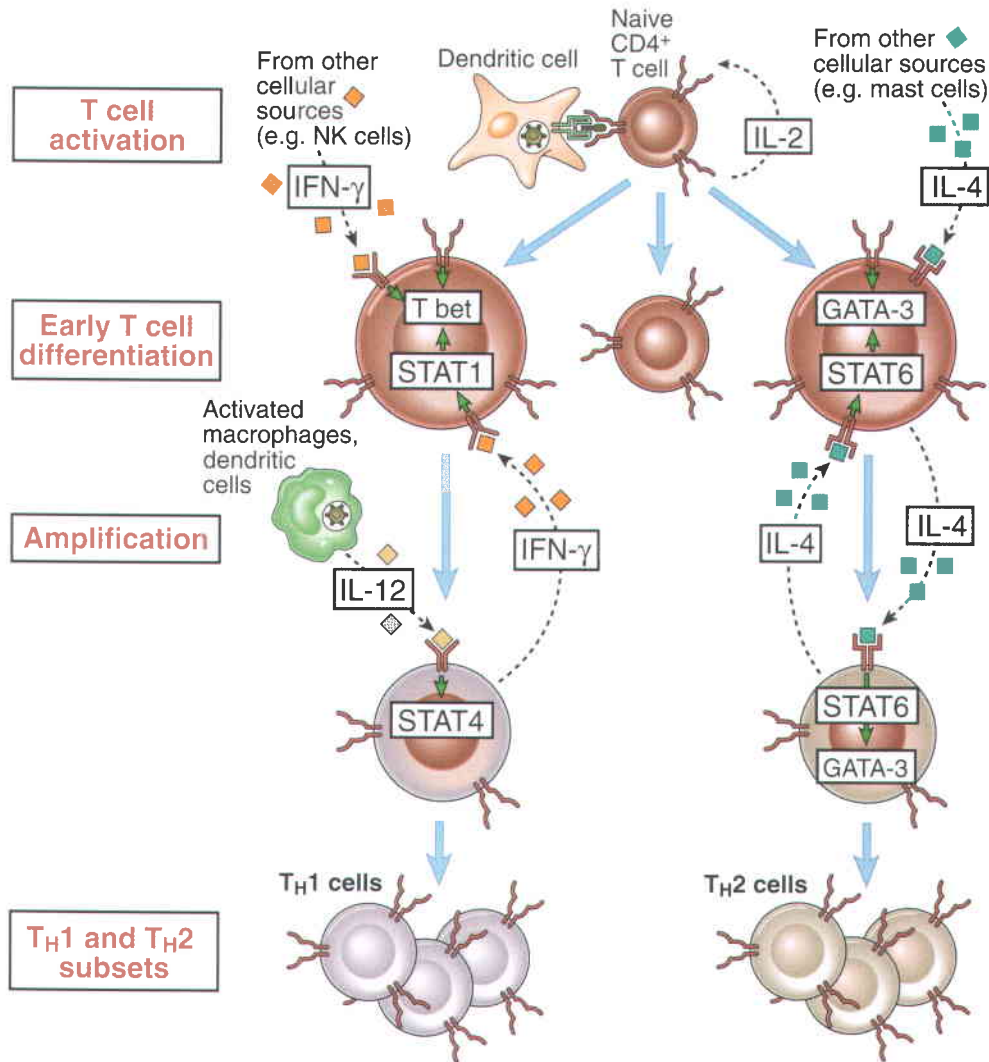 T cell
activation
From other
cellular
sources
(e.g. NK cells)
IFN-γ
Dendritic cell
Naive
CD4+
T cell
IL-2
From other
cellular sources
(e.g. mast cells)
IL-4
Early T cell
differentiation
T bet
STAT1
GATA-3
STAT6
Activated
macrophages,
dendritic
cells
Amplification
IL-12
IFN-γ
IL-4
IL-4
STAT4
STAT6
GATA-3
TH1 and TH2
subsets
TH1 cells
TH2 cells